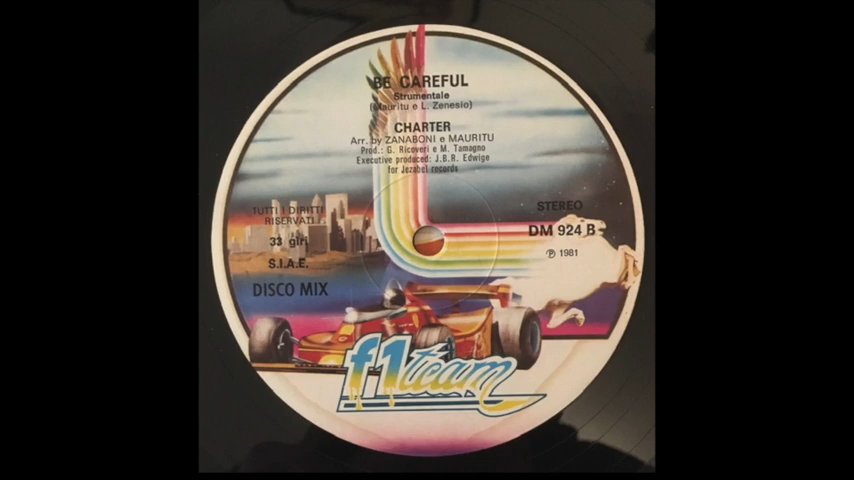 BE CAREFUL
Strumentale
(Mauritu e L. Zenesio)
CHARTER
Arr. by ZANABONI e MAURITU
Prod.: G. Ricoveri e M. Tamagno
Executive produced: J.B.R. Edwige
for Jezabel records
TUTTI I DIRITTI
RISERVATI
33 giri
S.I.A.E.
DISCO MIX
STEREO
DM 924 B
℗ 1981
f1 team